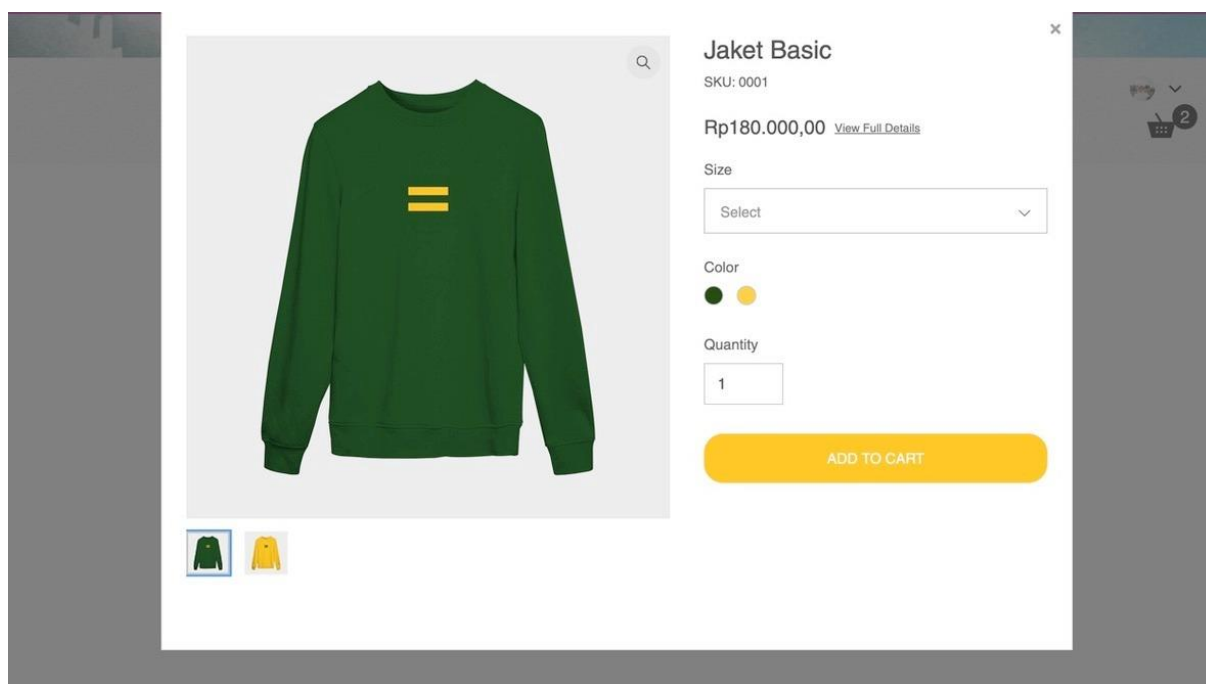 Jaket Basic
SKU: 0001
Rp180.000,00 View Full Details
Size
Select
Color
Quantity
1
ADD TO CART
2